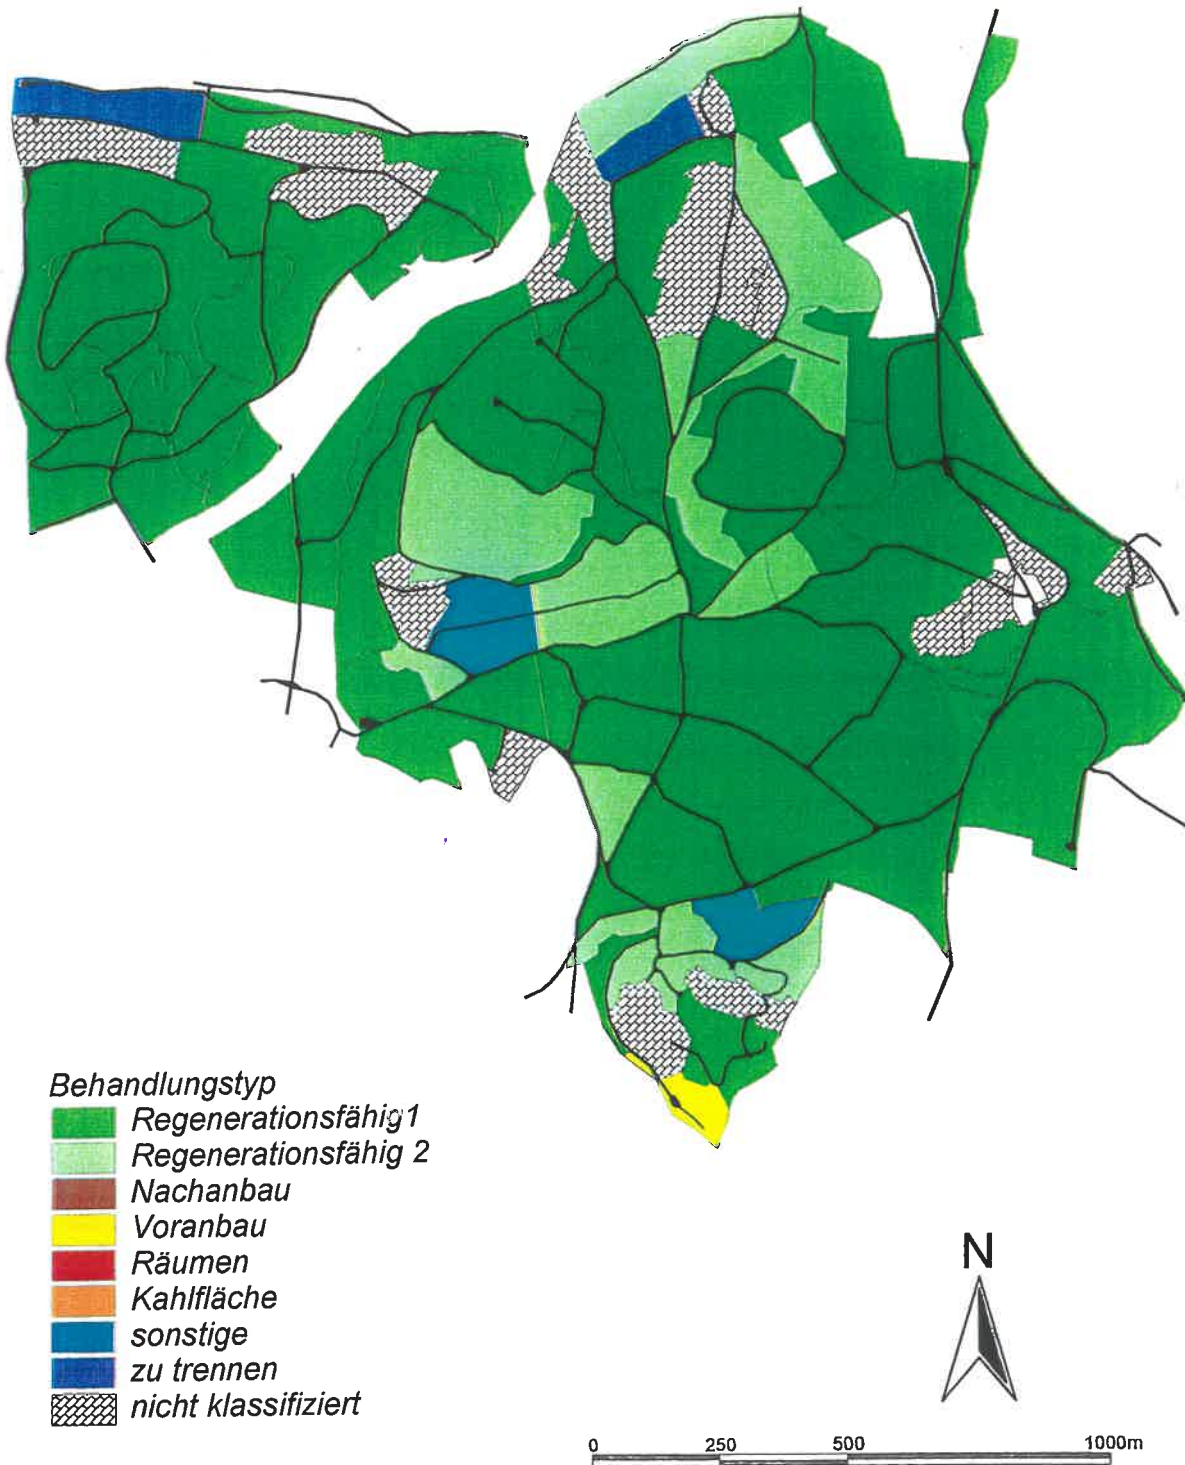 Behandlungstyp
Regenerationsfähig1
Regenerationsfähig 2
Nachanbau
Voranbau
Räumen
Kahlfläche
sonstige
zu trennen
nicht klassifiziert
N
0 250 500 1000m